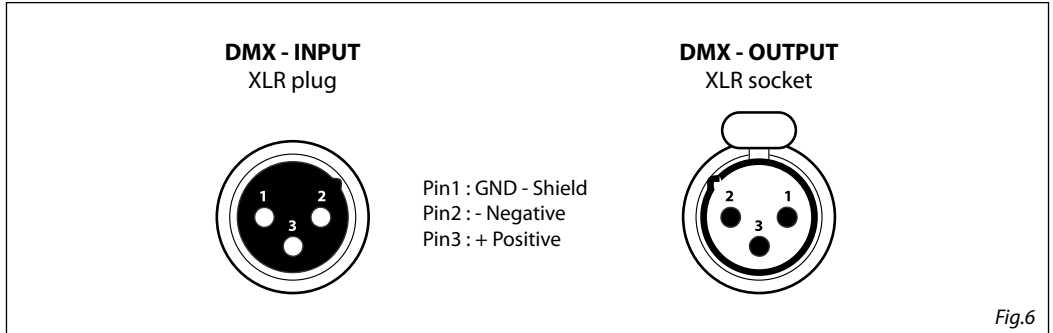 DMX - INPUT
XLR plug
1 2
3
Pin1 : GND - Shield
Pin2 : - Negative
Pin3 : + Positive
DMX - OUTPUT
XLR socket
2 1
3
Fig.6